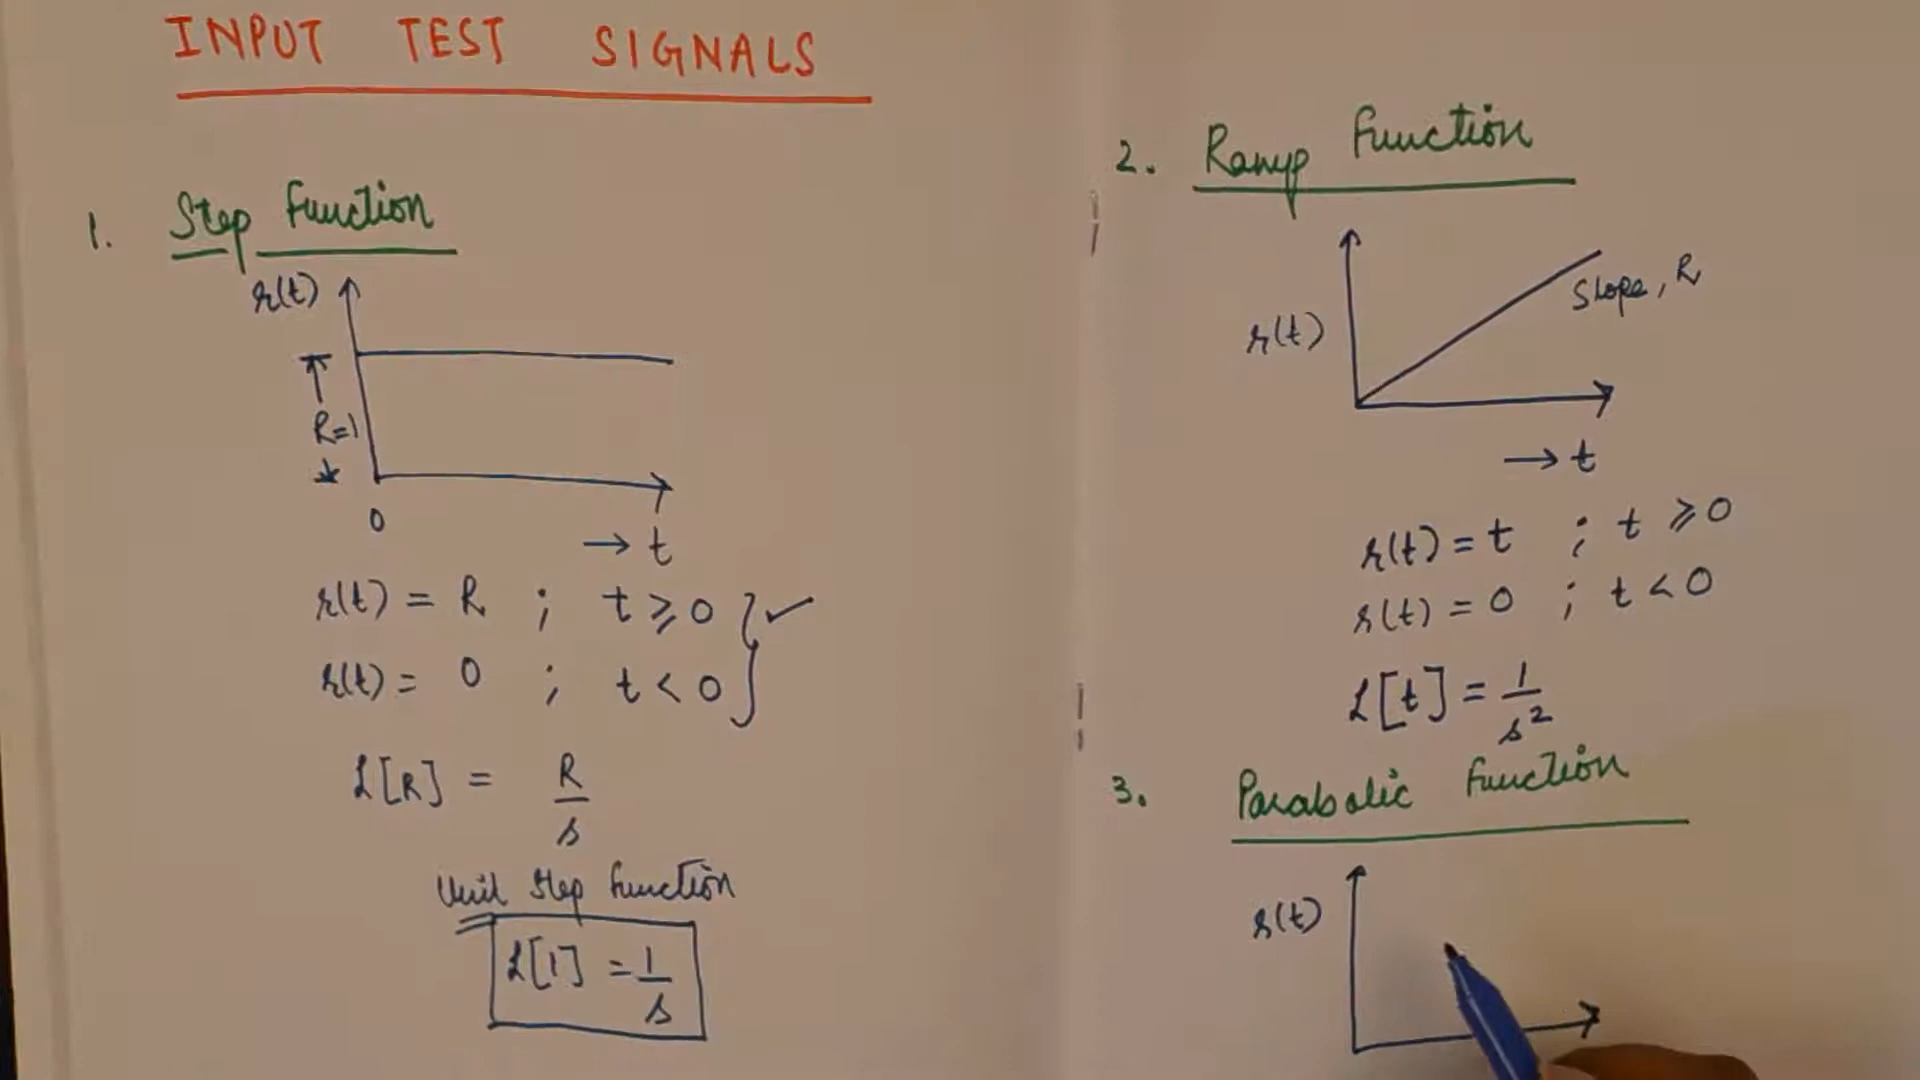 INPUT TEST SIGNALS
1. Step Function
r(t)
R=1
0
→ t
r(t) = R ; t ≥ 0
r(t) = 0 ; t < 0
L[R] = R/s
Unit Step Function
L[1] = 1/s
2. Ramp Function
Slope, R
r(t)
→ t
r(t) = t ; t ≥ 0
r(t) = 0 ; t < 0
L[t] = 1/s²
3. Parabolic Function
r(t)